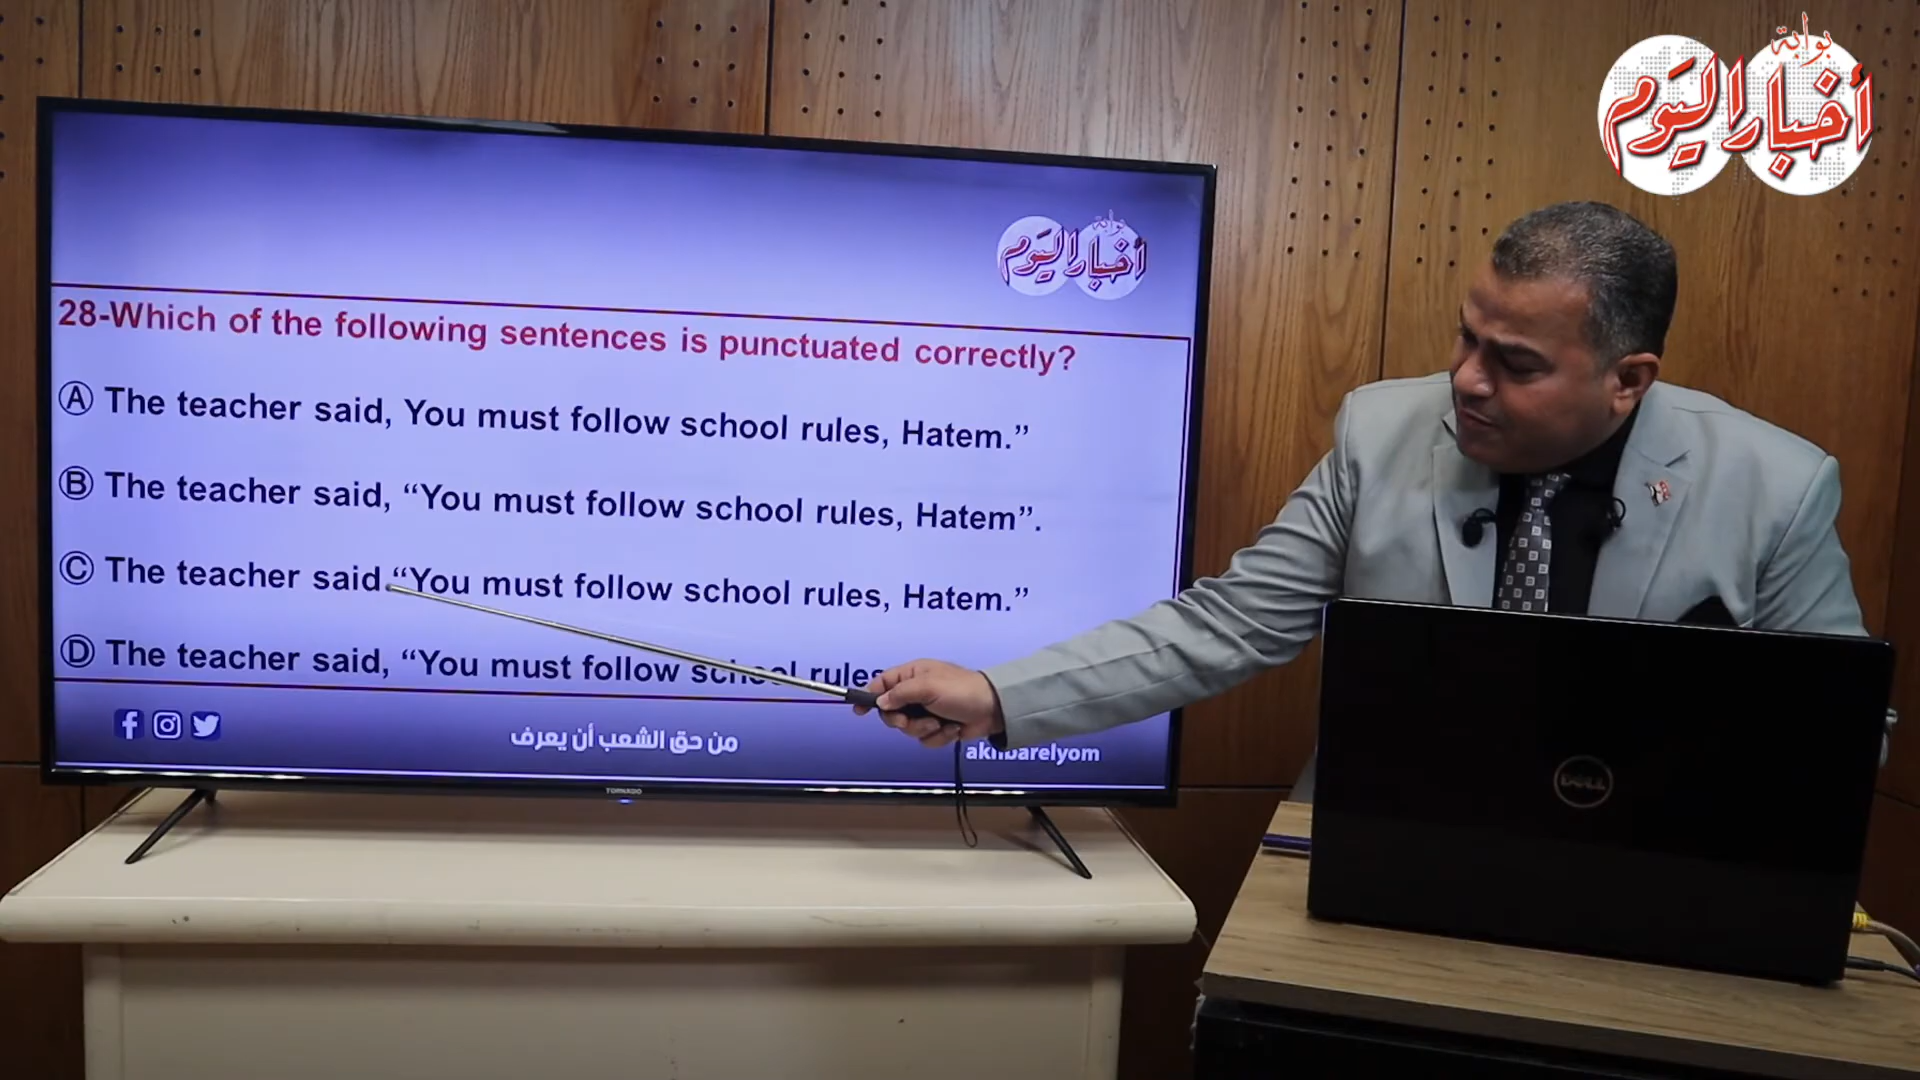 بوابة
أخبار اليوم
بوابة
أخبار اليوم
28-Which of the following sentences is punctuated correctly?
Ⓐ The teacher said, You must follow school rules, Hatem.”
Ⓑ The teacher said, “You must follow school rules, Hatem”.
Ⓒ The teacher said “You must follow school rules, Hatem.”
Ⓓ The teacher said, “You must follow school rules
من حق الشعب أن يعرف
akhbarelyom
TORNADO
DELL